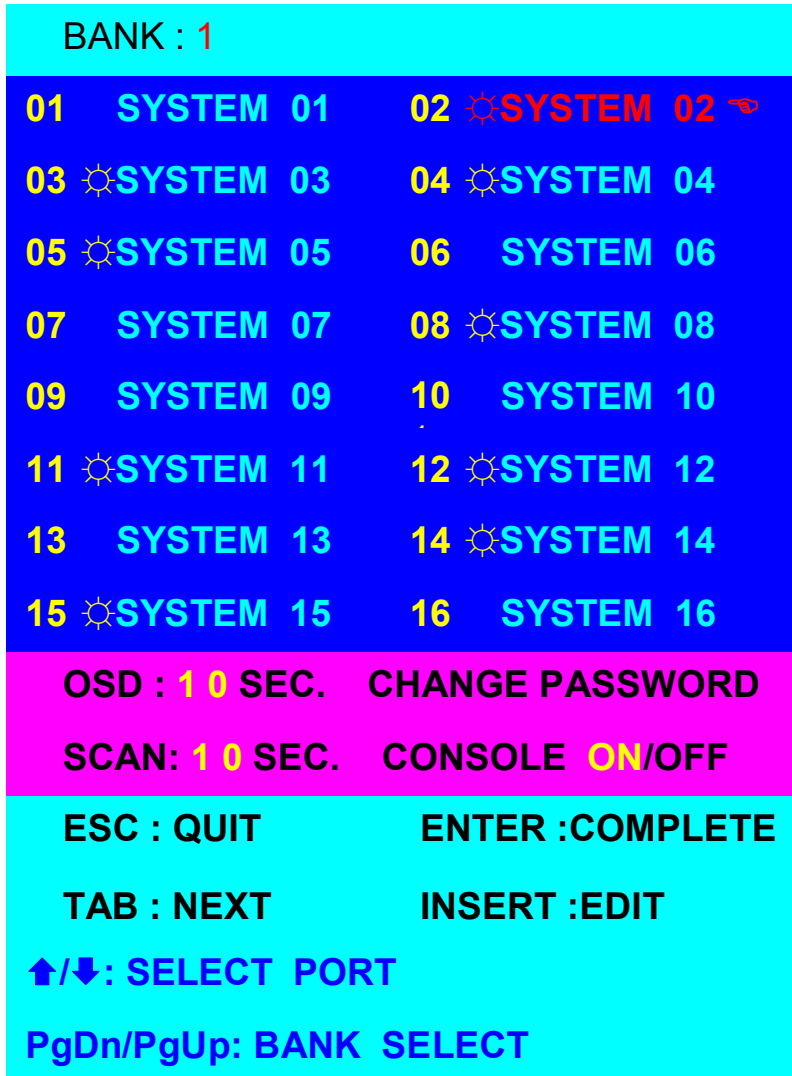 BANK : 1
01 SYSTEM 01 02 ☼SYSTEM 02 ☜
03 ☼SYSTEM 03 04 ☼SYSTEM 04
05 ☼SYSTEM 05 06 SYSTEM 06
07 SYSTEM 07 08 ☼SYSTEM 08
09 SYSTEM 09 10 SYSTEM 10
11 ☼SYSTEM 11 12 ☼SYSTEM 12
13 SYSTEM 13 14 ☼SYSTEM 14
15 ☼SYSTEM 15 16 SYSTEM 16
OSD : 1 0 SEC. CHANGE PASSWORD
SCAN: 1 0 SEC. CONSOLE ON/OFF
ESC : QUIT ENTER :COMPLETE
TAB : NEXT INSERT :EDIT
⬆/⬇: SELECT PORT
PgDn/PgUp: BANK SELECT